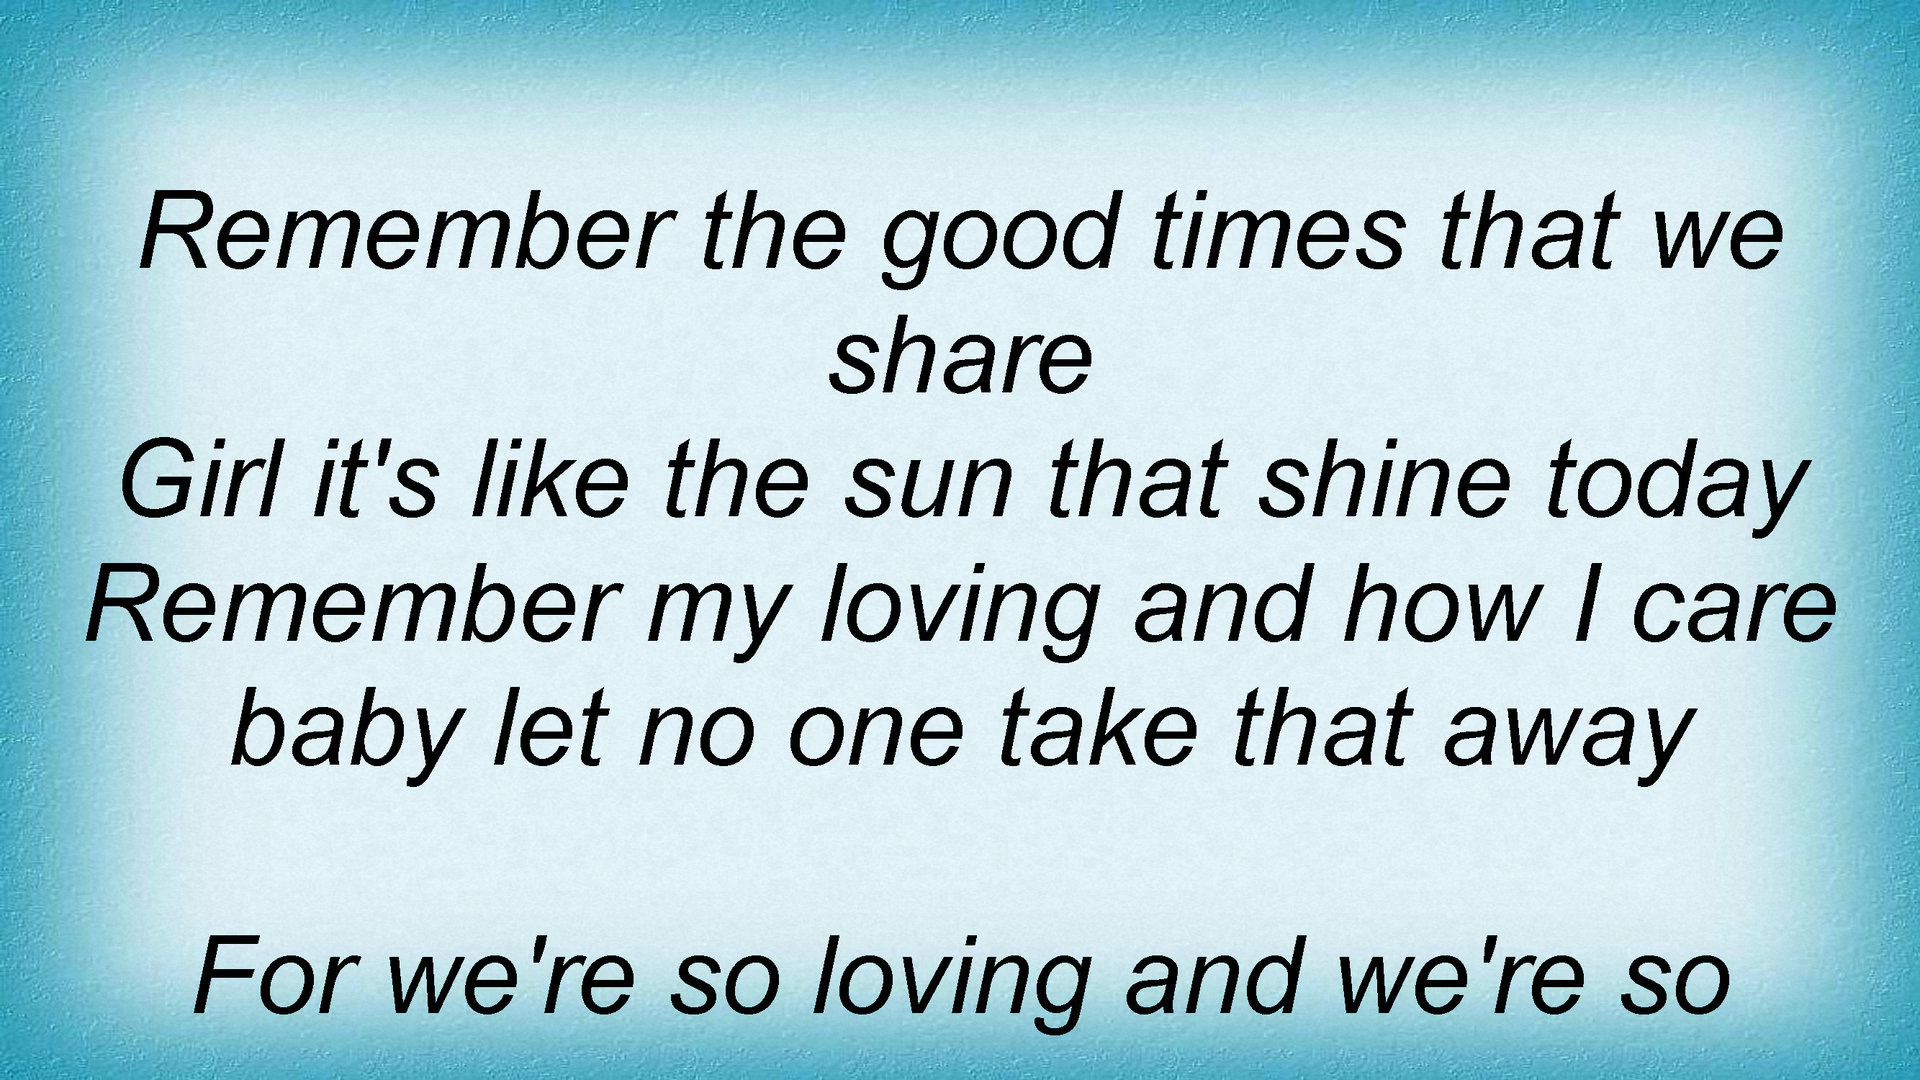 Remember the good times that we
share
Girl it's like the sun that shine today
Remember my loving and how I care
baby let no one take that away
For we're so loving and we're so